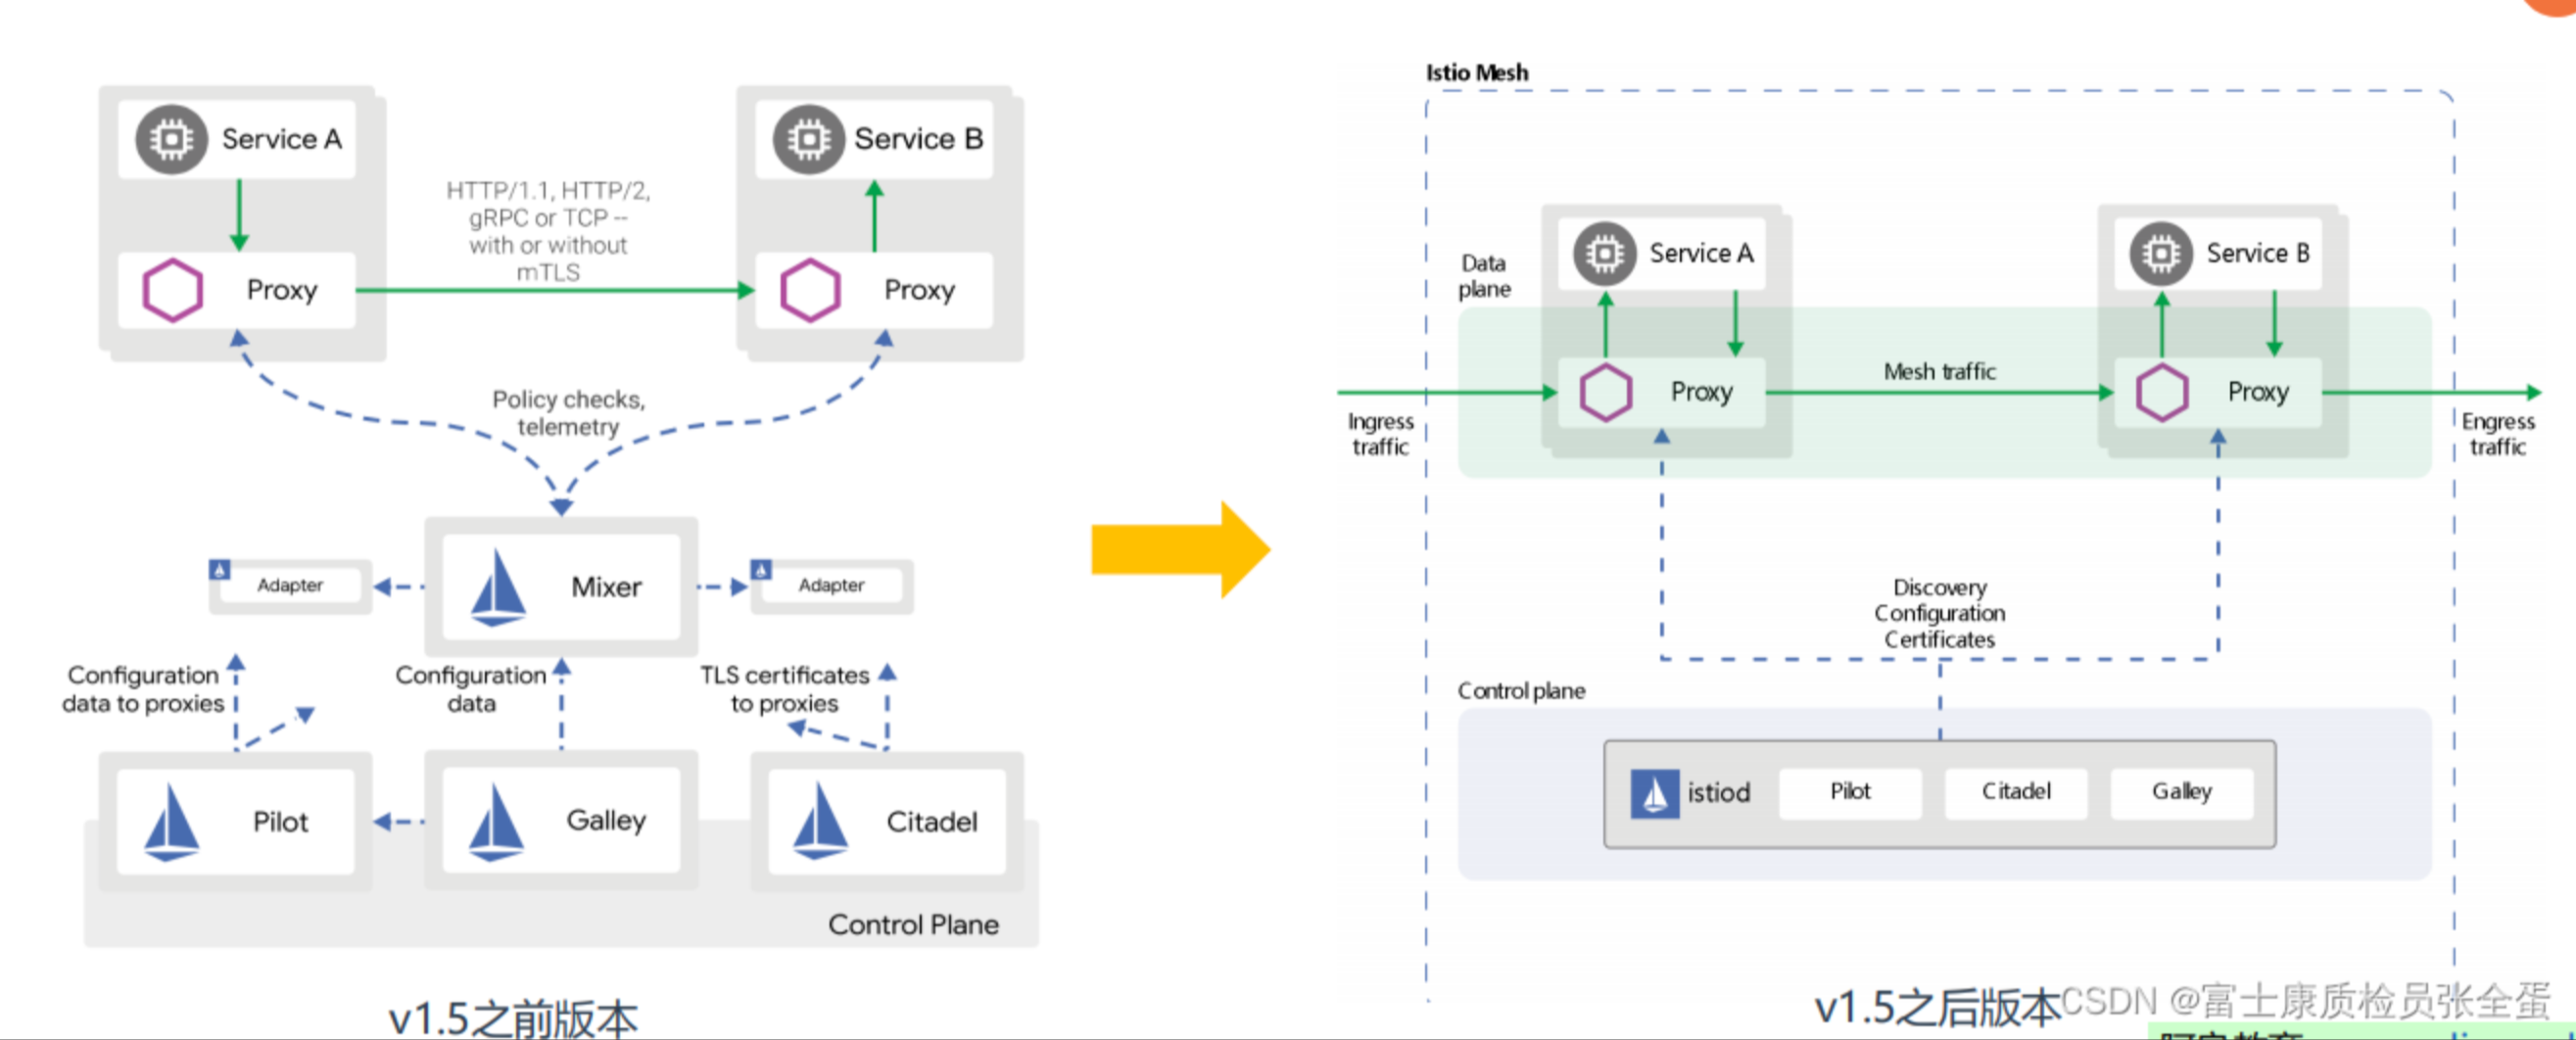 Service A
Service B
HTTP/1.1, HTTP/2,
gRPC or TCP --
with or without
mTLS
Proxy
Proxy
Policy checks,
telemetry
Adapter
Mixer
Adapter
Configuration
data to proxies
Configuration
data
TLS certificates
to proxies
Pilot
Galley
Citadel
Control Plane
v1.5之前版本
Istio Mesh
Data
plane
Service A
Service B
Proxy
Mesh traffic
Proxy
Ingress
traffic
Engress
traffic
Discovery
Configuration
Certificates
Control plane
istiod
Pilot
Citadel
Galley
v1.5之后版本
CSDN @富士康质检员张全蛋